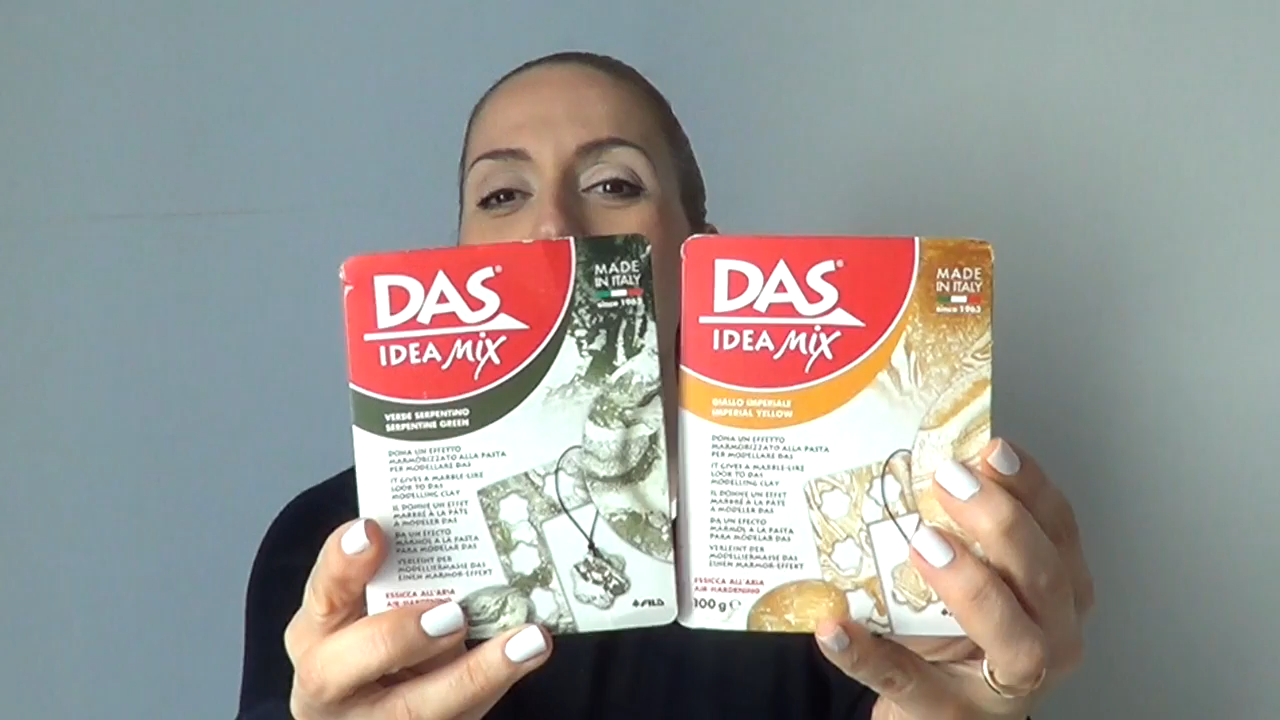 DAS®
IDEA MIX
MADE
IN ITALY
since 1962
VERDE SERPENTINO
SERPENTINE GREEN
DONA UN EFFETTO
MARMORIZZATO ALLA PASTA
PER MODELLARE DAS
IT GIVES A MARBLE-LIKE
LOOK TO DAS
MODELLING CLAY
IL DONNE UN EFFET
MARBRÉ À LA PÂTE
À MODELER DAS
DA UN EFECTO
MÁRMOL A LA PASTA
PARA MODELAR DAS
VERLEIHT DER
MODELLIERMASSE DAS
EINEN MARMOR-EFFEKT
ESSICCA ALL'ARIA
AIR-HARDENING
FILA
DAS®
IDEA MIX
MADE
IN ITALY
since 1962
GIALLO IMPERIALE
IMPERIAL YELLOW
DONA UN EFFETTO
MARMORIZZATO ALLA PASTA
PER MODELLARE DAS
IT GIVES A MARBLE-LIKE
LOOK TO DAS
MODELLING CLAY
IL DONNE UN EFFET
MARBRÉ À LA PÂTE
À MODELER DAS
DA UN EFECTO
MÁRMOL A LA PASTA
PARA MODELAR DAS
VERLEIHT DER
MODELLIERMASSE DAS
EINEN MARMOR-EFFEKT
ESSICCA ALL'ARIA
AIR-HARDENING
100 g ℮